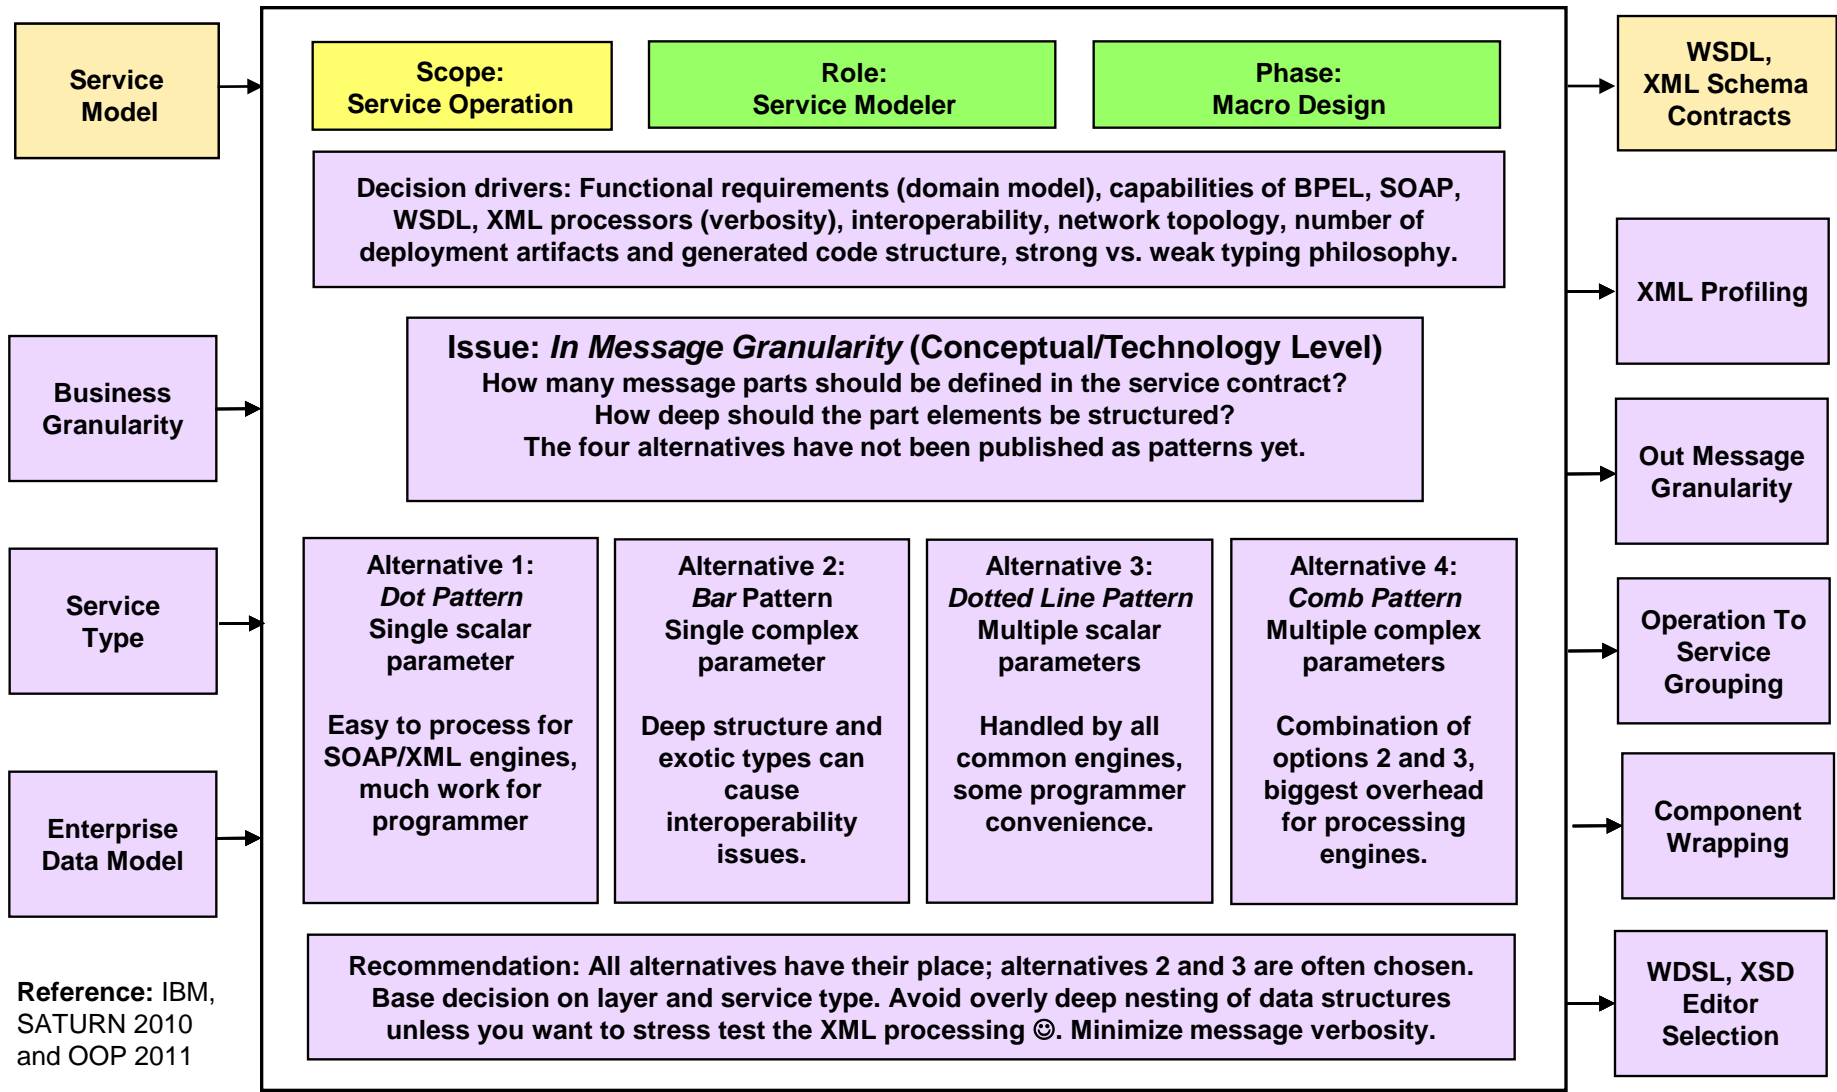 Service
Model
Business
Granularity
Service
Type
Enterprise
Data Model
Reference: IBM,
SATURN 2010
and OOP 2011
Scope:
Service Operation
Role:
Service Modeler
Phase:
Macro Design
Decision drivers: Functional requirements (domain model), capabilities of BPEL, SOAP,
WSDL, XML processors (verbosity), interoperability, network topology, number of
deployment artifacts and generated code structure, strong vs. weak typing philosophy.
Issue: In Message Granularity (Conceptual/Technology Level)
How many message parts should be defined in the service contract?
How deep should the part elements be structured?
The four alternatives have not been published as patterns yet.
Alternative 1:
Dot Pattern
Single scalar
parameter
Easy to process for
SOAP/XML engines,
much work for
programmer
Alternative 2:
Bar Pattern
Single complex
parameter
Deep structure and
exotic types can
cause
interoperability
issues.
Alternative 3:
Dotted Line Pattern
Multiple scalar
parameters
Handled by all
common engines,
some programmer
convenience.
Alternative 4:
Comb Pattern
Multiple complex
parameters
Combination of
options 2 and 3,
biggest overhead
for processing
engines.
Recommendation: All alternatives have their place; alternatives 2 and 3 are often chosen.
Base decision on layer and service type. Avoid overly deep nesting of data structures
unless you want to stress test the XML processing ☺. Minimize message verbosity.
WSDL,
XML Schema
Contracts
XML Profiling
Out Message
Granularity
Operation To
Service
Grouping
Component
Wrapping
WDSL, XSD
Editor
Selection